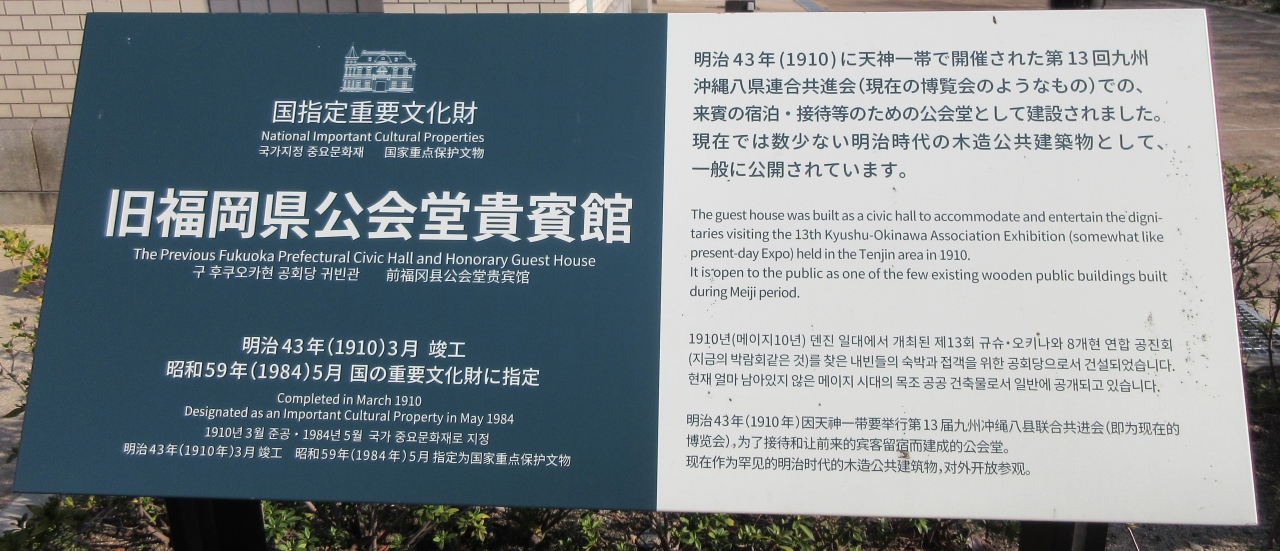 国指定重要文化財
National Important Cultural Properties
국가지정 중요문화재 国家重点保护文物
旧福岡県公会堂貴賓館
The Previous Fukuoka Prefectural Civic Hall and Honorary Guest House
구 후쿠오카현 공회당 귀빈관 前福冈县公会堂贵宾馆
明治43年(1910)3月 竣工
昭和59年(1984)5月 国の重要文化財に指定
Completed in March 1910
Designated as an Important Cultural Property in May 1984
1910년 3월 준공・1984년 5월 국가 중요문화재로 지정
明治43年(1910年)3月 竣工 昭和59年(1984年)5月 指定为国家重点保护文物
明治43年(1910)に天神一帯で開催された第13回九州
沖縄八県連合共進会(現在の博覧会のようなもの)での、
来賓の宿泊・接待等のための公会堂として建設されました。
現在では数少ない明治時代の木造公共建築物として、
一般に公開されています。
The guest house was built as a civic hall to accommodate and entertain the digni-
taries visiting the 13th Kyushu-Okinawa Association Exhibition (somewhat like
present-day Expo) held in the Tenjin area in 1910.
It is open to the public as one of the few existing wooden public buildings built
during Meiji period.
1910년(메이지10년) 덴진 일대에서 개최된 제13회 규슈・오키나와 8개현 연합 공진회
(지금의 박람회같은 것)를 찾은 내빈들의 숙박과 접객을 위한 공회당으로서 건설되었습니다.
현재 얼마 남아있지 않은 메이지 시대의 목조 공공 건축물로서 일반에 공개되고 있습니다.
明治43年(1910年)因天神一带要举行第13届九州冲绳八县联合共进会(即为现在的
博览会),为了接待和让前来的宾客留宿而建成的公会堂。
现在作为罕见的明治时代的木造公共建筑物,对外开放参观。